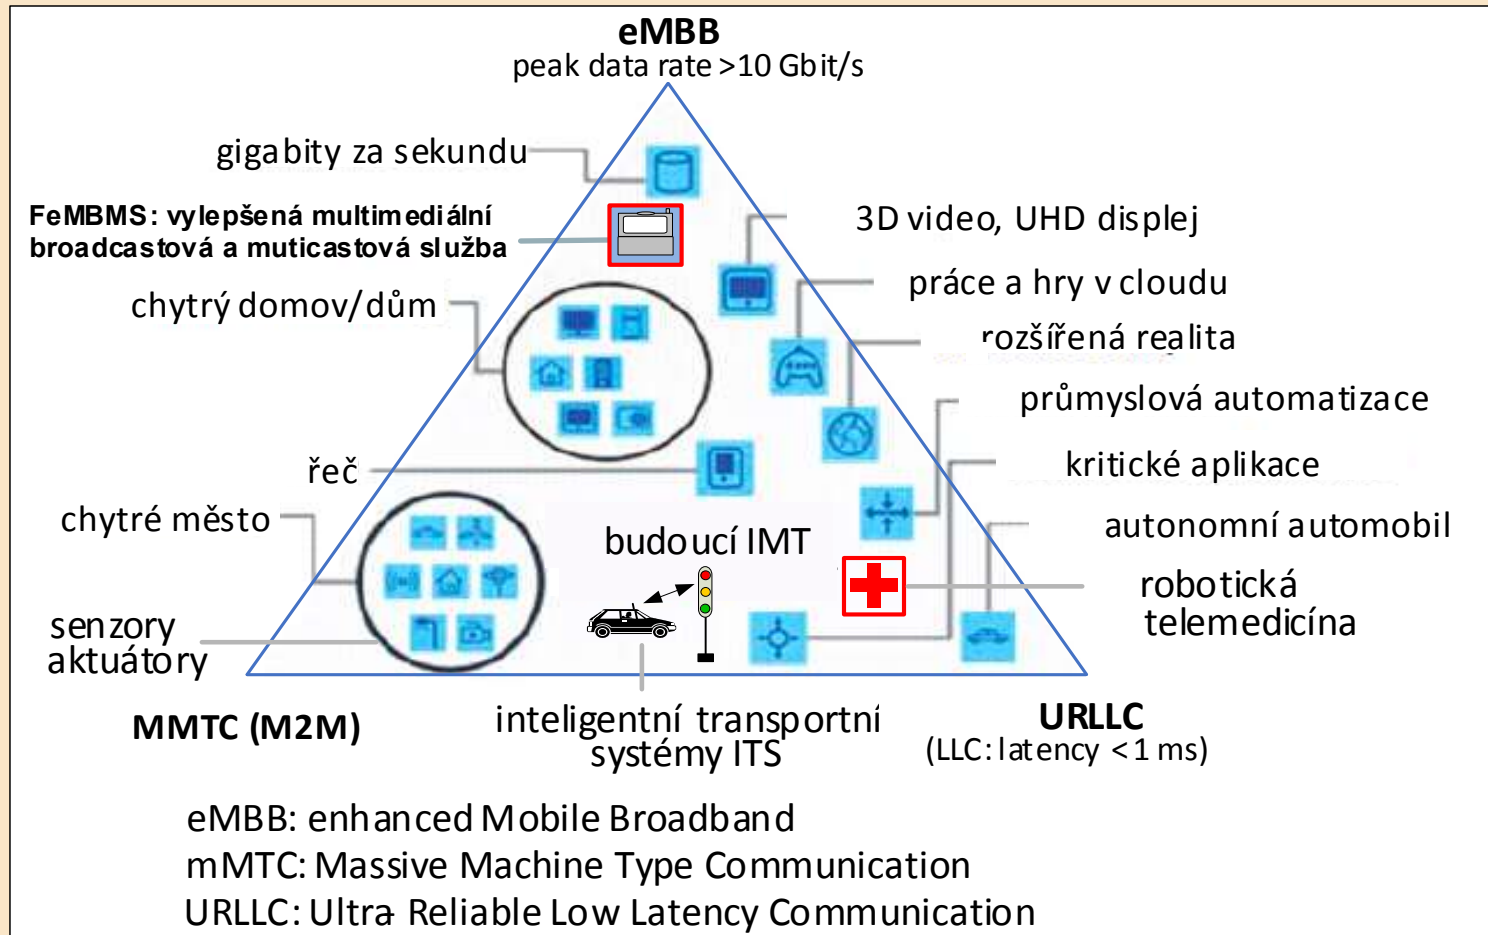 eMBB
peak data rate >10 Gbit/s
gigabity za sekundu
FeMBMS: vylepšená multimediální
broadcastová a muticastová služba
3D video, UHD displej
chytrý domov/dům
práce a hry v cloudu
rozšířená realita
průmyslová automatizace
řeč
kritické aplikace
chytré město
autonomní automobil
budoucí IMT
robotická
telemedicína
senzory
aktuátory
MMTC (M2M)
inteligentní transportní
systémy ITS
URLLC
(LLC: latency <1 ms)
eMBB: enhanced Mobile Broadband
mMTC: Massive Machine Type Communication
URLLC: Ultra- Reliable Low Latency Communication